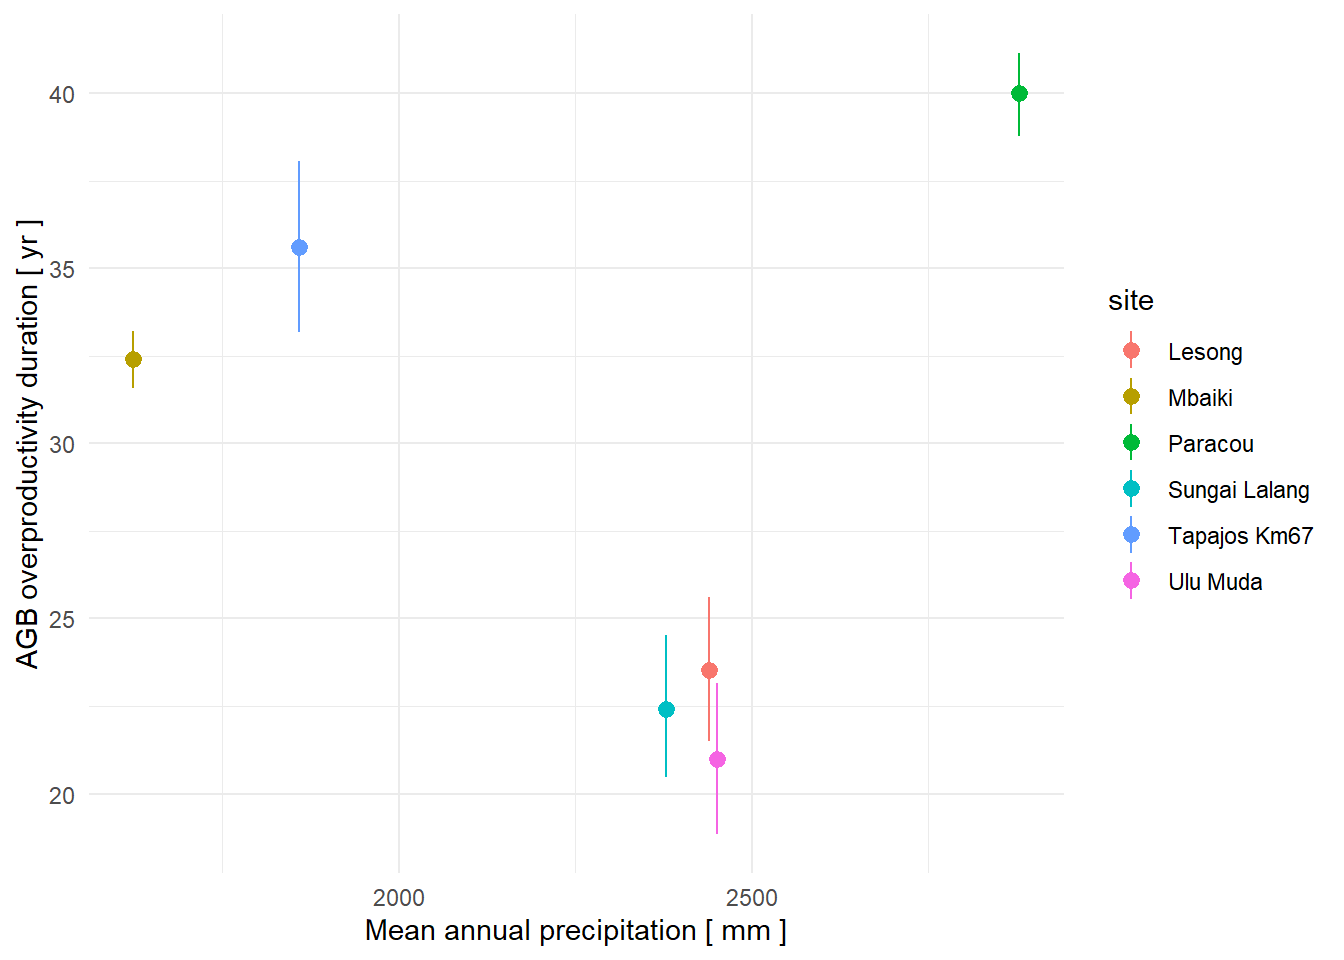 AGB overproductivity duration [ yr ]
40
35
30
25
20
2000
2500
Mean annual precipitation [ mm ]
site
Lesong
Mbaiki
Paracou
Sungai Lalang
Tapajos Km67
Ulu Muda